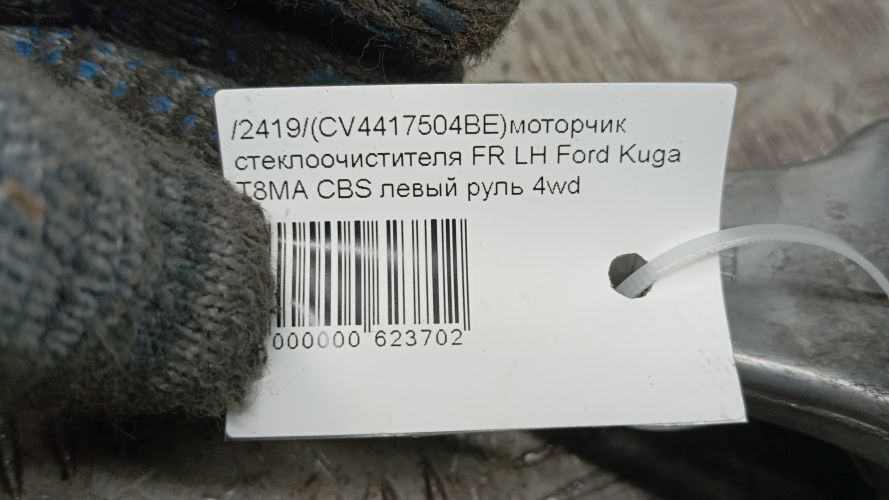 /2419/(CV4417504BE)моторчик
стеклоочистителя FR LH Ford Kuga
T8MA CBS левый руль 4wd
000000 623702